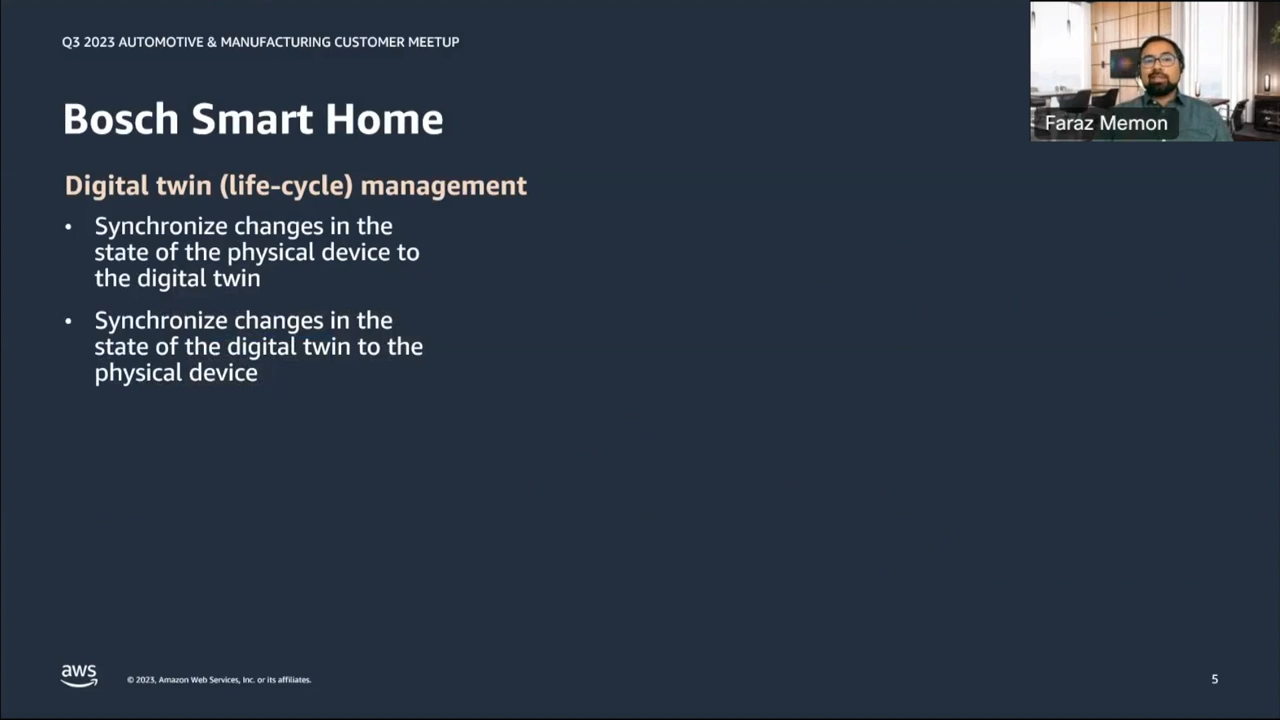 Q3 2023 AUTOMOTIVE & MANUFACTURING CUSTOMER MEETUP
Faraz Memon
Bosch Smart Home
Digital twin (life-cycle) management
• Synchronize changes in the
state of the physical device to
the digital twin
• Synchronize changes in the
state of the digital twin to the
physical device
aws
© 2023, Amazon Web Services, Inc. or its affiliates.
5